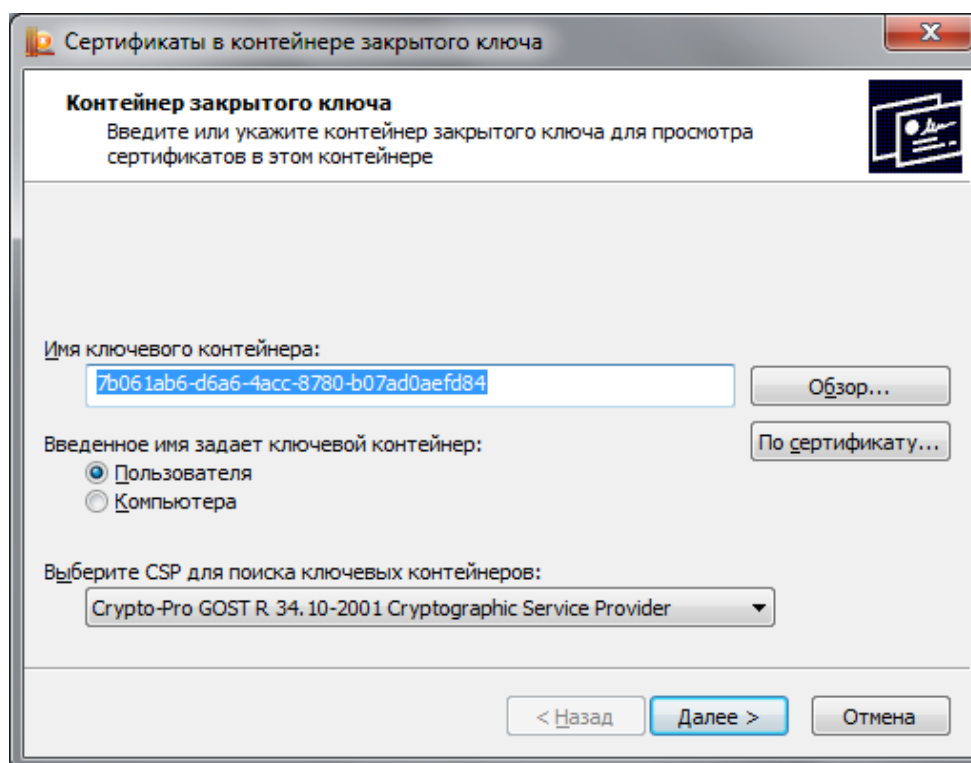 Сертификаты в контейнере закрытого ключа
Контейнер закрытого ключа
Введите или укажите контейнер закрытого ключа для просмотра
сертификатов в этом контейнере
Имя ключевого контейнера:
7b061ab6-d6a6-4acc-8780-b07ad0aefd84
Обзор...
Введенное имя задает ключевой контейнер:
По сертификату...
Пользователя
Компьютера
Выберите CSP для поиска ключевых контейнеров:
Crypto-Pro GOST R 34.10-2001 Cryptographic Service Provider
< Назад
Далее >
Отмена